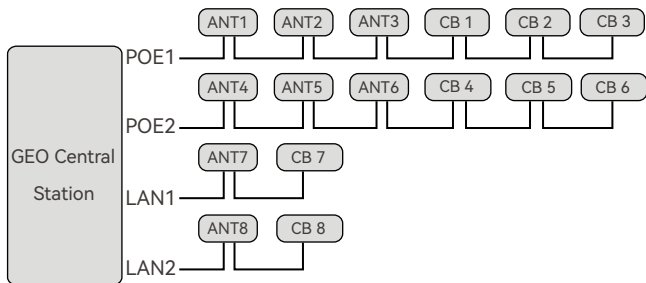 ANT1 ANT2 ANT3 CB 1 CB 2 CB 3
POE1
ANT4 ANT5 ANT6 CB 4 CB 5 CB 6
POE2
GEO Central
Station
ANT7 CB 7
LAN1
ANT8 CB 8
LAN2